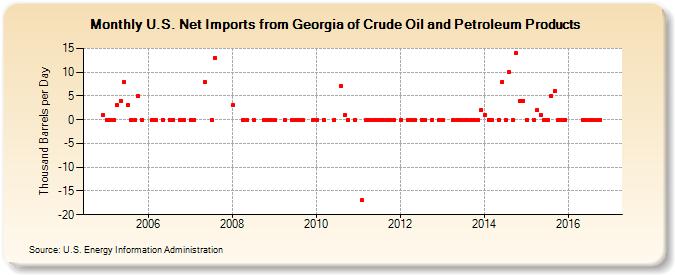 Monthly U.S. Net Imports from Georgia of Crude Oil and Petroleum Products
Thousand Barrels per Day
15
10
5
0
-5
-10
-15
-20
2006 2008 2010 2012 2014 2016
Source: U.S. Energy Information Administration